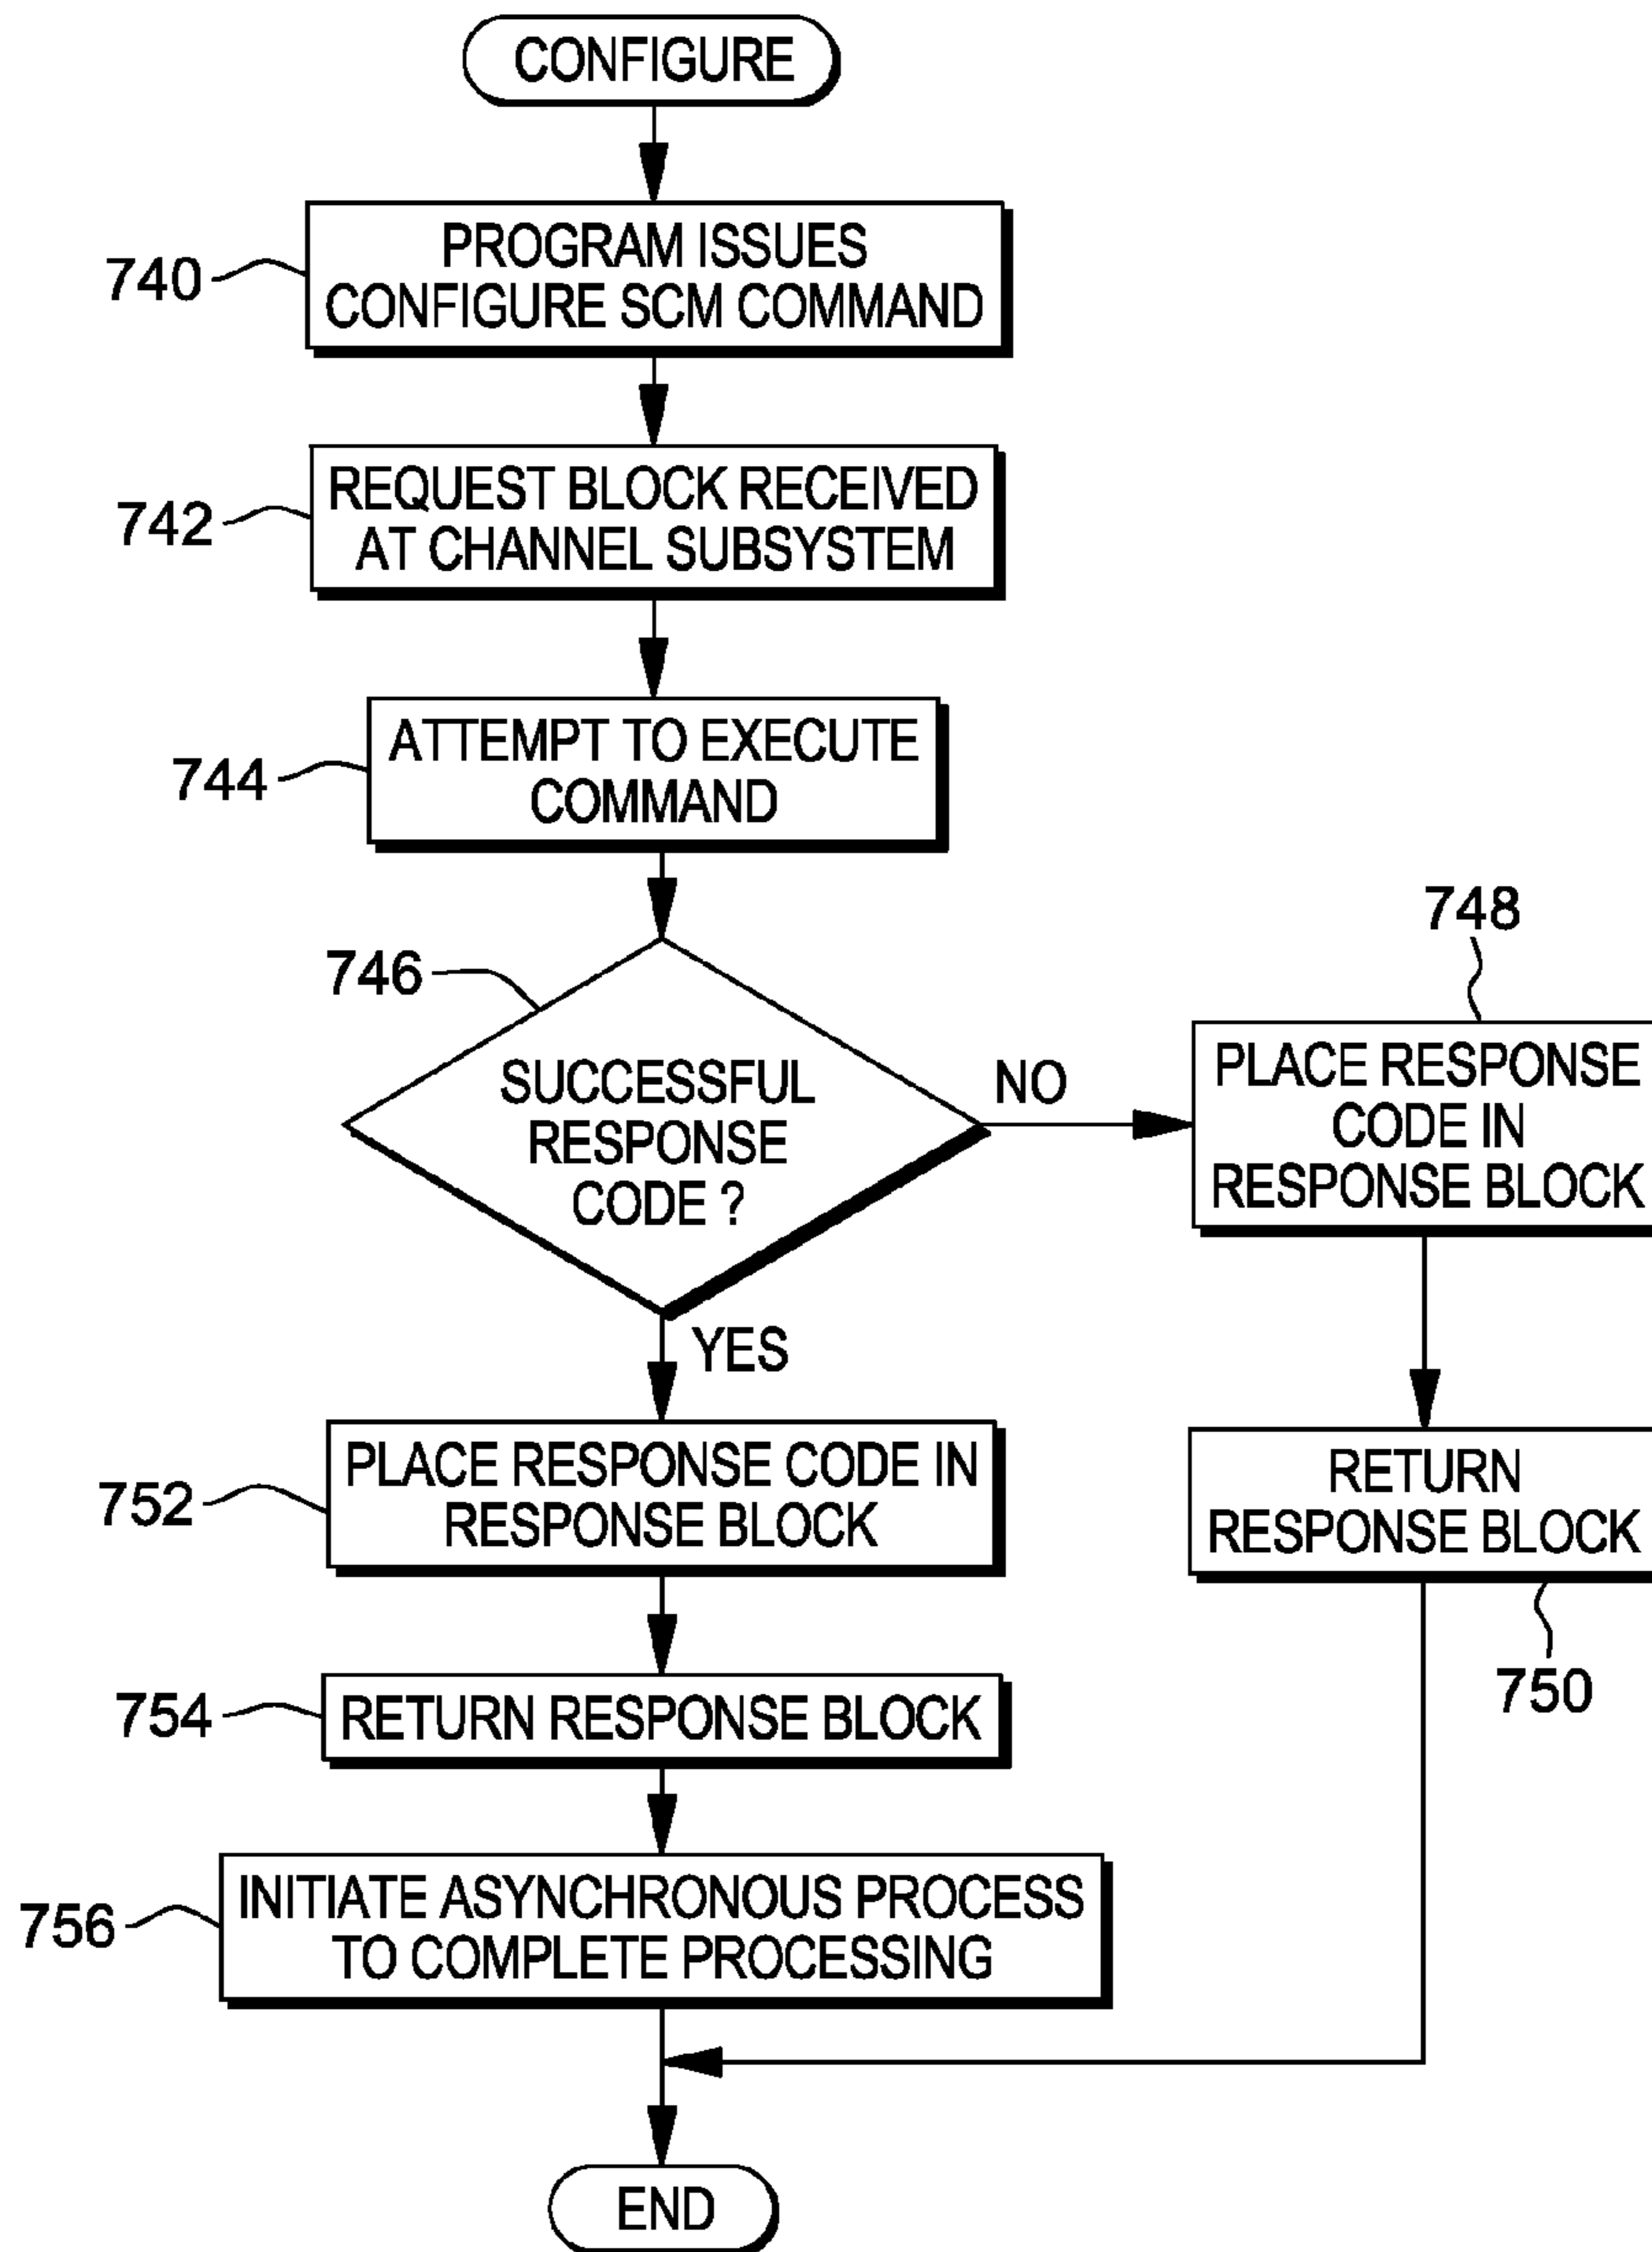 CONFIGURE
740
PROGRAM ISSUES
CONFIGURE SCM COMMAND
742
REQUEST BLOCK RECEIVED
AT CHANNEL SUBSYSTEM
744
ATTEMPT TO EXECUTE
COMMAND
746
SUCCESSFUL
RESPONSE
CODE ?
NO
748
PLACE RESPONSE
CODE IN
RESPONSE BLOCK
RETURN
RESPONSE BLOCK
750
YES
752
PLACE RESPONSE CODE IN
RESPONSE BLOCK
754
RETURN RESPONSE BLOCK
756
INITIATE ASYNCHRONOUS PROCESS
TO COMPLETE PROCESSING
END